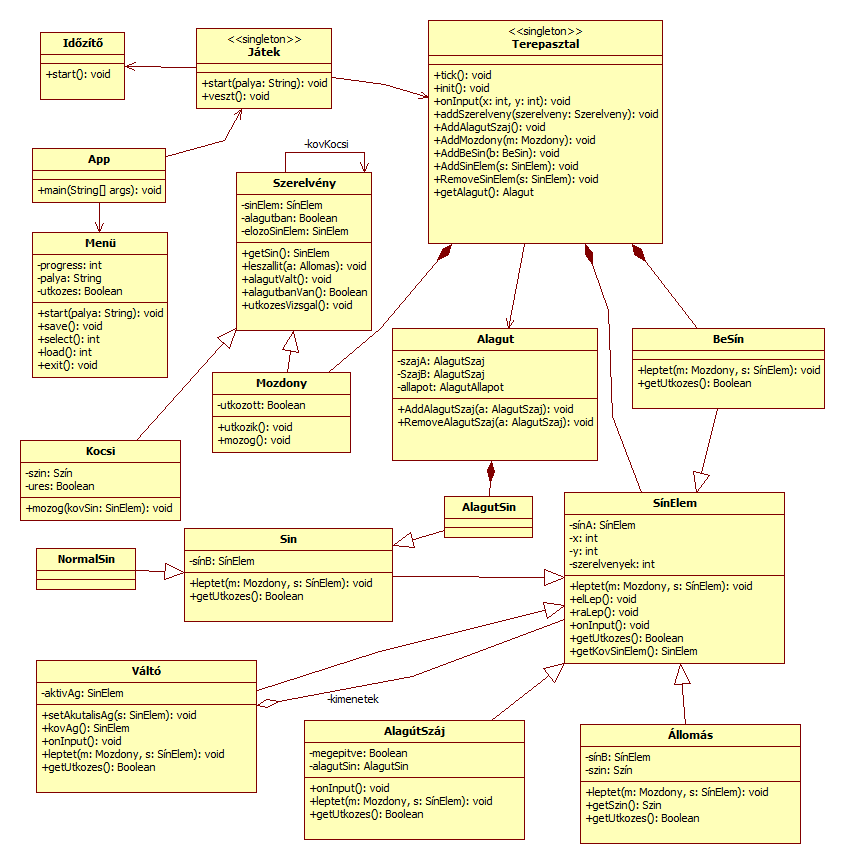 Időzítő
+start(): void
<<singleton>>
Játek
+start(palya: String): void
+veszt(): void
<<singleton>>
Terepasztal
+tick(): void
+init(): void
+onInput(x: int, y: int): void
+addSzerelveny(szerelveny: Szerelveny): void
+AddAlagutSzaj(): void
+AddMozdony(m: Mozdony): void
+AddBeSin(b: BeSin): void
+AddSinElem(s: SinElem): void
+RemoveSinElem(s: SinElem): void
+getAlagut(): Alagut
App
+main(String[] args): void
-kovKocsi
Szerelvény
-sinElem: SínElem
-alagutban: Boolean
-elozoSinElem: SinElem
+getSin(): SinElem
+leszallit(a: Allomas): void
+alagutValt(): void
+alagutbanVan(): Boolean
+utkozesVizsgal(): void
Menü
-progress: int
-palya: String
-utkozes: Boolean
+start(palya: String): void
+save(): void
+select(): int
+load(): int
+exit(): void
Mozdony
-utkozott: Boolean
+utkozik(): void
+mozog(): void
Alagut
-szajA: AlagutSzaj
-SzajB: AlagutSzaj
-allapot: AlagutAllapot
+AddAlagutSzaj(a: AlagutSzaj): void
+RemoveAlagutSzaj(a: AlagutSzaj): void
BeSín
+leptet(m: Mozdony, s: SínElem): void
+getUtkozes(): Boolean
Kocsi
-szin: Szín
-ures: Boolean
+mozog(kovSin: SinElem): void
AlagutSin
SínElem
-sínA: SínElem
-x: int
-y: int
-szerelvenyek: int
+leptet(m: Mozdony, s: SínElem): void
+elLep(): void
+raLep(): void
+onInput(): void
+getUtkozes(): Boolean
+getKovSinElem(): SinElem
NormalSin
Sin
-sínB: SínElem
+leptet(m: Mozdony, s: SínElem): void
+getUtkozes(): Boolean
Váltó
-aktivAg: SinElem
+setAkutalisAg(s: SinElem): void
+kovAg(): SinElem
+onInput(): void
+leptet(m: Mozdony, s: SínElem): void
+getUtkozes(): Boolean
-kimenetek
AlagútSzáj
-megepitve: Boolean
-alagutSin: AlagutSin
+onInput(): void
+leptet(m: Mozdony, s: SínElem): void
+getUtkozes(): Boolean
Állomás
-sínB: SínElem
-szin: Szín
+leptet(m: Mozdony, s: SínElem): void
+getSzin(): Szin
+getUtkozes(): Boolean